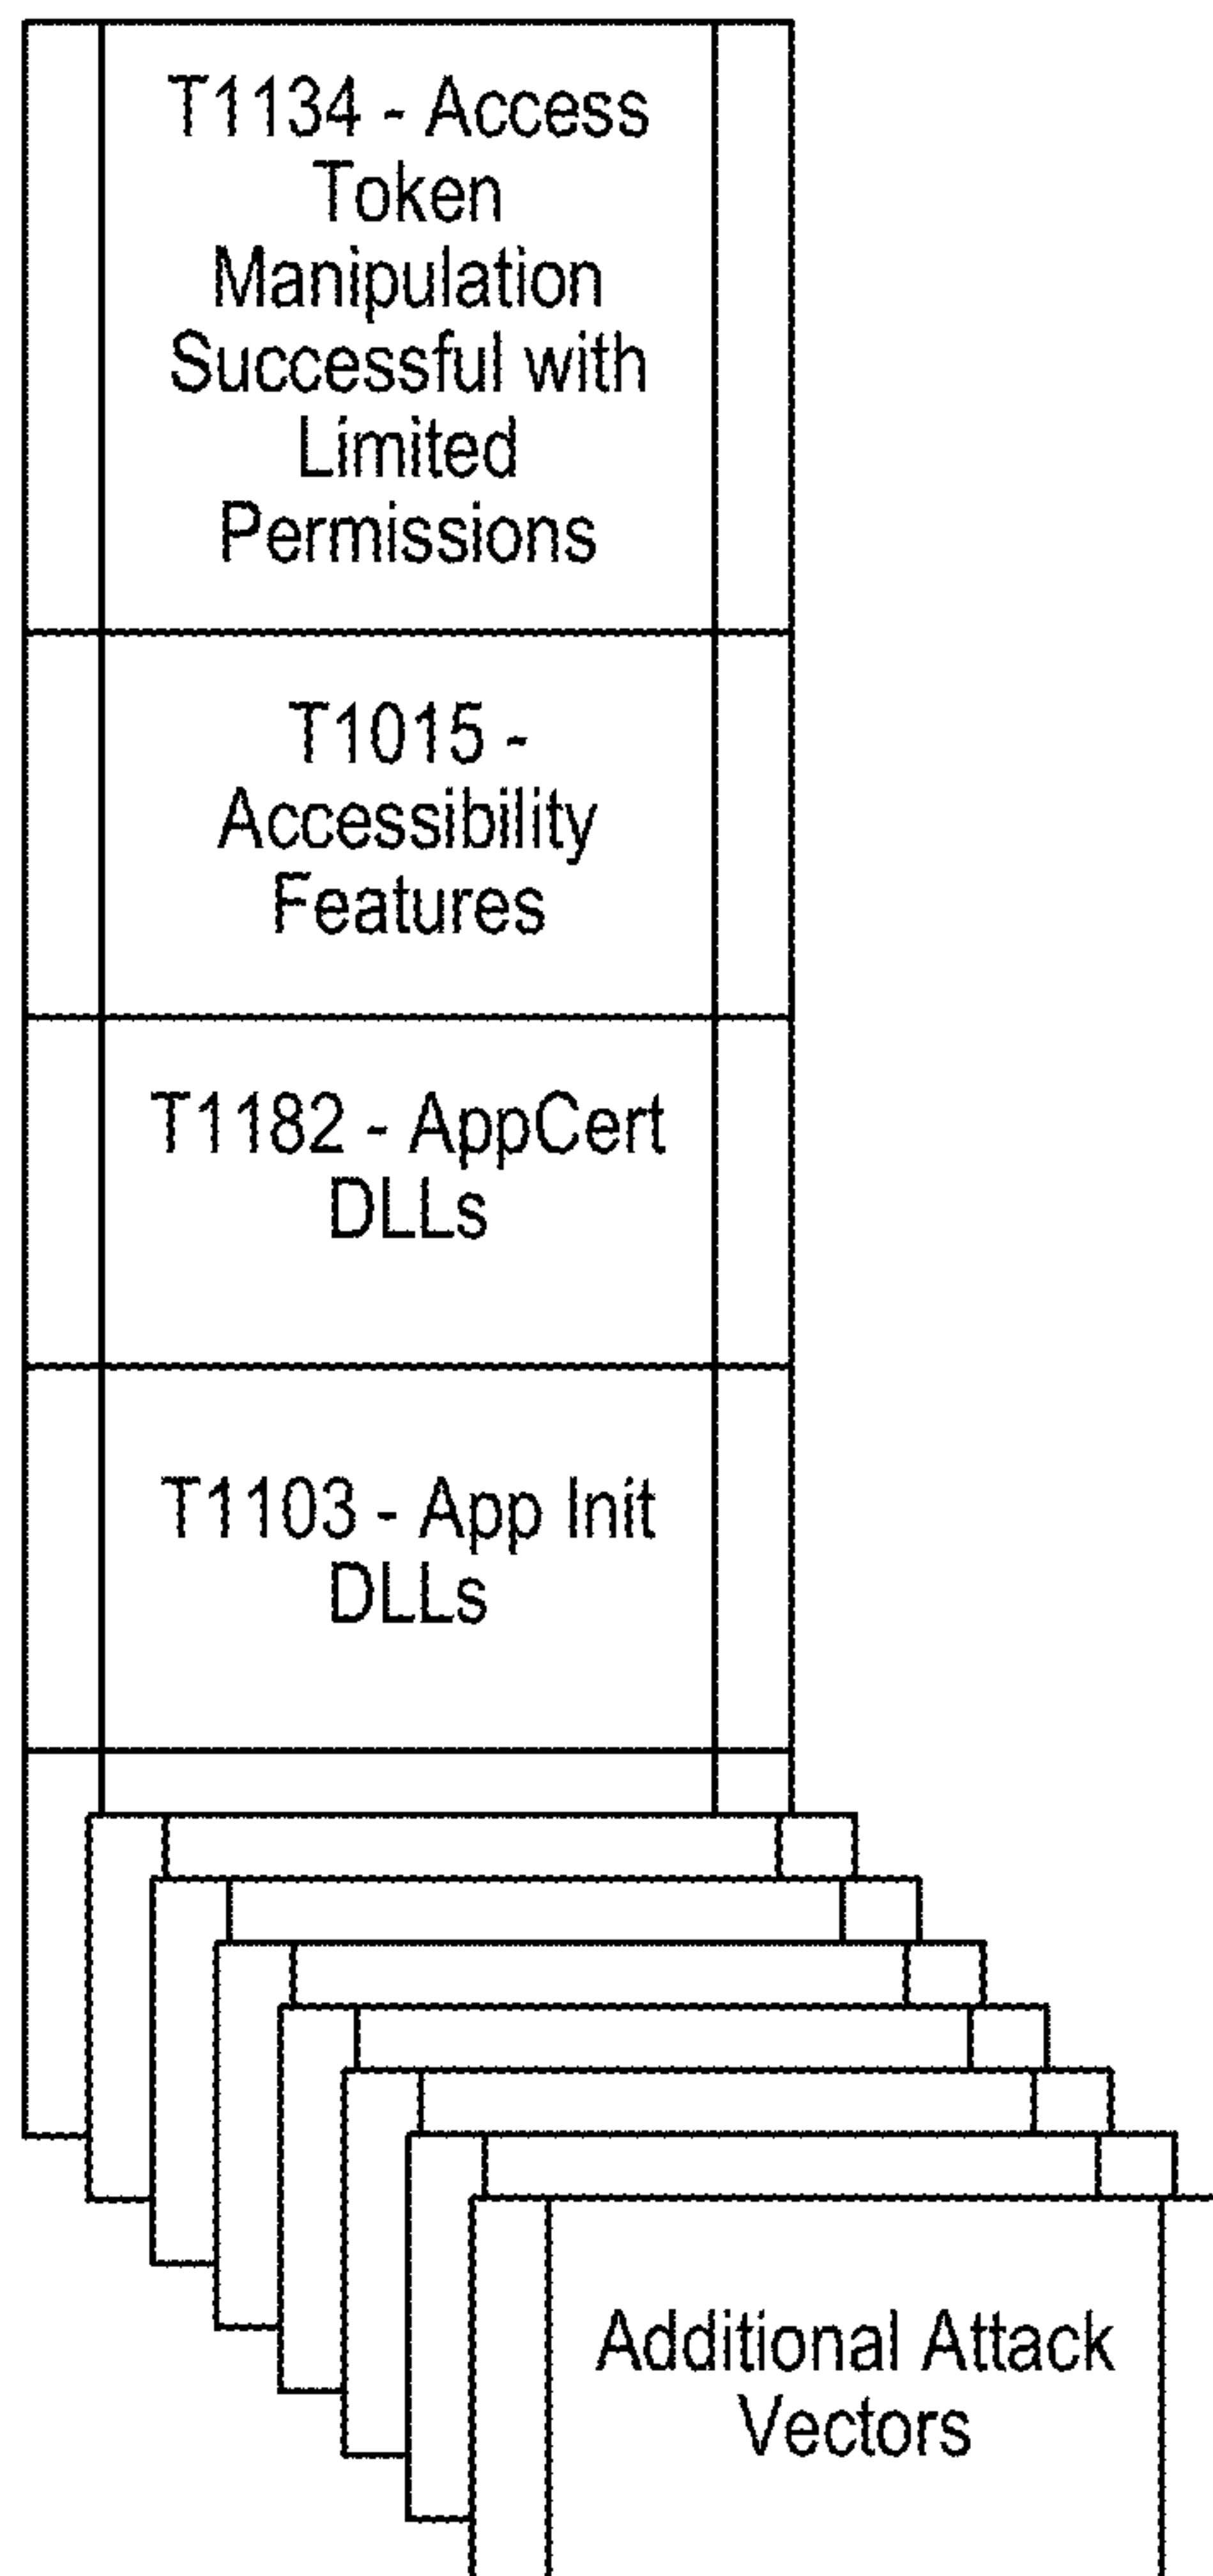 T1134 - Access
Token
Manipulation
Successful with
Limited
Permissions
T1015 -
Accessibility
Features
T1182 - AppCert
DLLs
T1103 - App Init
DLLs
Additional Attack
Vectors